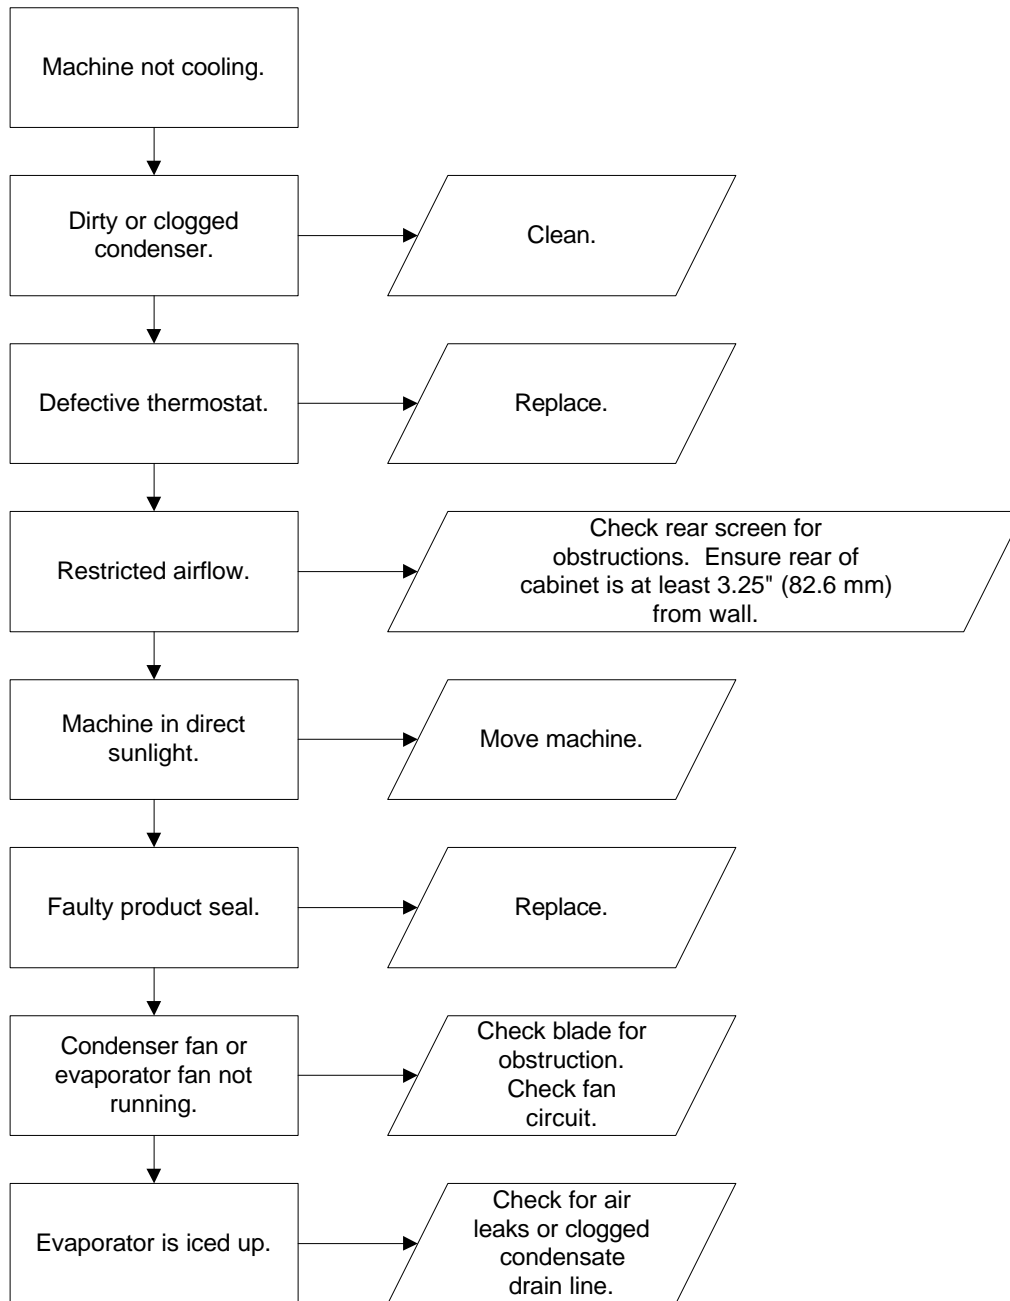 Machine not cooling.
Dirty or clogged
condenser.
Clean.
Defective thermostat.
Replace.
Restricted airflow.
Check rear screen for
obstructions.  Ensure rear of
cabinet is at least 3.25" (82.6 mm)
from wall.
Machine in direct
sunlight.
Move machine.
Faulty product seal.
Replace.
Condenser fan or
evaporator fan not
running.
Check blade for
obstruction.
Check fan
circuit.
Evaporator is iced up.
Check for air
leaks or clogged
condensate
drain line.